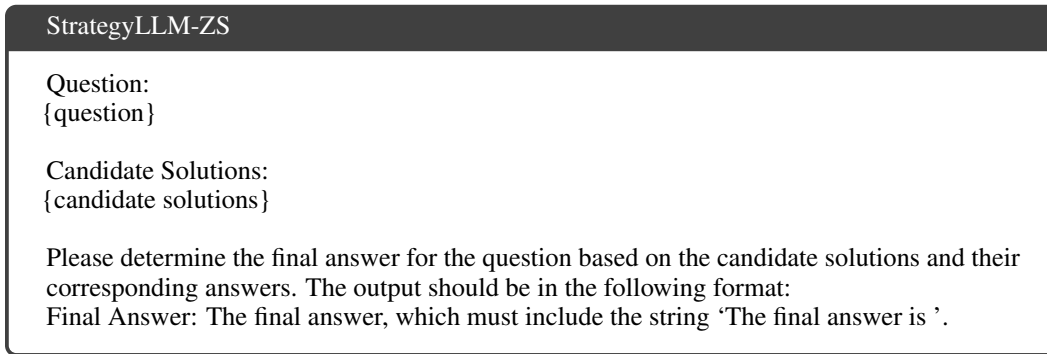 StrategyLLM-ZS
Question:
{question}
Candidate Solutions:
{candidate solutions}
Please determine the final answer for the question based on the candidate solutions and their
corresponding answers. The output should be in the following format:
Final Answer: The final answer, which must include the string ‘The final answer is ’.